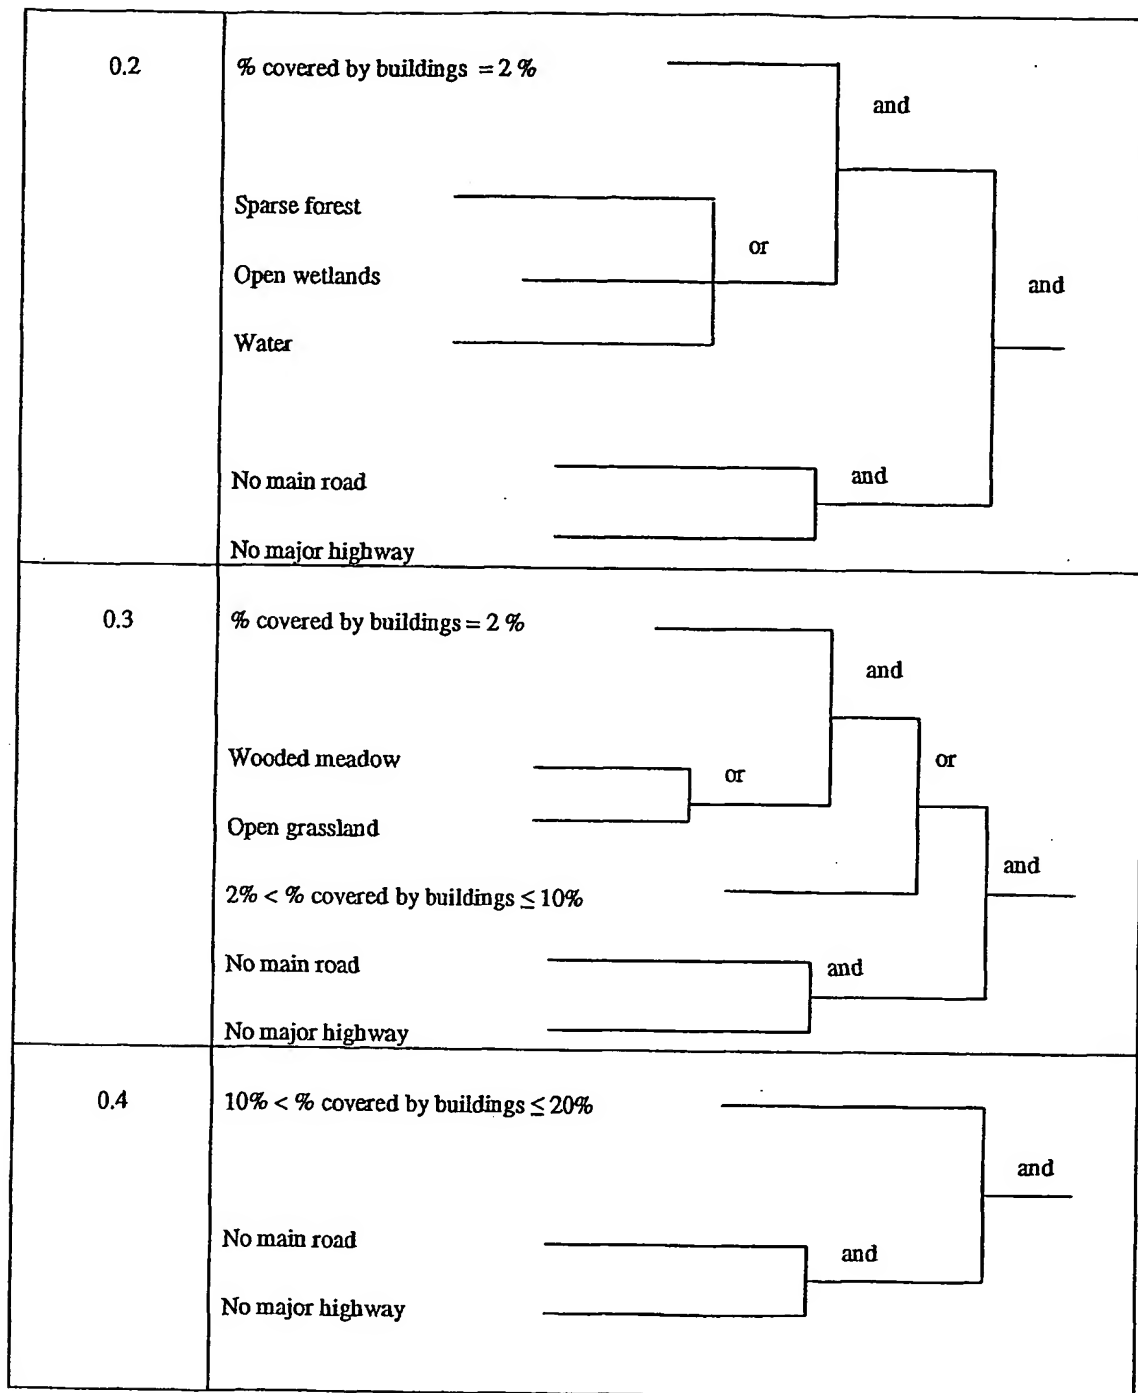 0.2
% covered by buildings = 2 %
and
Sparse forest
or
Open wetlands
and
Water
No main road
and
No major highway
0.3
% covered by buildings = 2 %
and
Wooded meadow
or
or
Open grassland
and
2% < % covered by buildings ≤ 10%
No main road
and
No major highway
0.4
10% < % covered by buildings ≤ 20%
and
No main road
and
No major highway